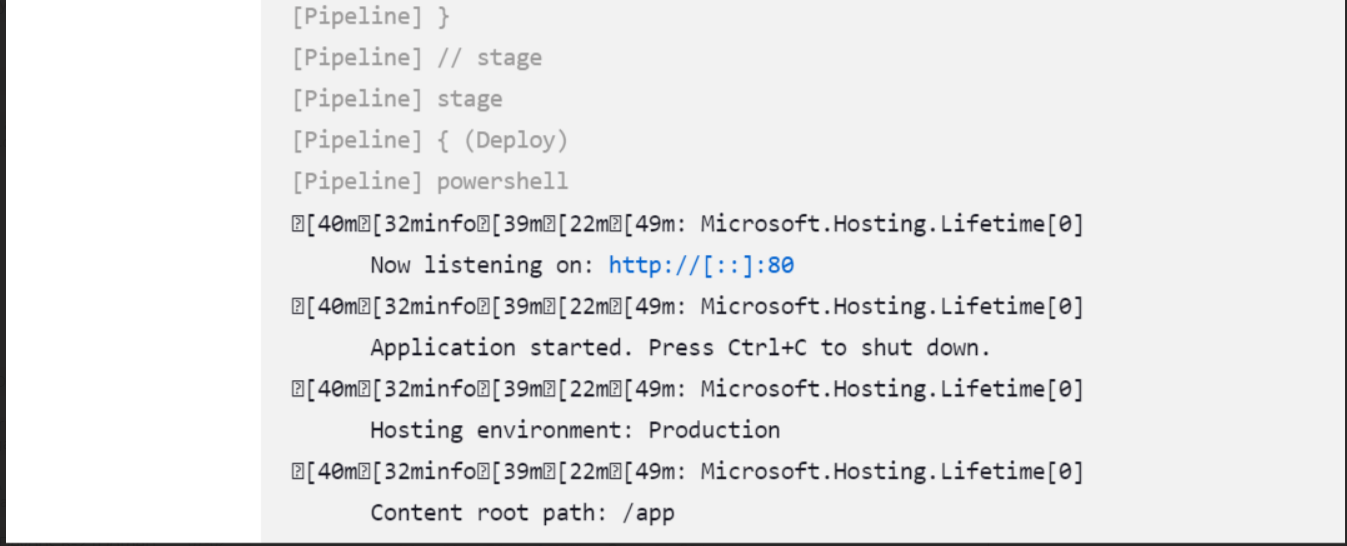 [Pipeline] }
[Pipeline] // stage
[Pipeline] stage
[Pipeline] { (Deploy)
[Pipeline] powershell
�[40m�[32minfo�[39m�[22m�[49m: Microsoft.Hosting.Lifetime[0]
Now listening on: http://[::]:80
�[40m�[32minfo�[39m�[22m�[49m: Microsoft.Hosting.Lifetime[0]
Application started. Press Ctrl+C to shut down.
�[40m�[32minfo�[39m�[22m�[49m: Microsoft.Hosting.Lifetime[0]
Hosting environment: Production
�[40m�[32minfo�[39m�[22m�[49m: Microsoft.Hosting.Lifetime[0]
Content root path: /app